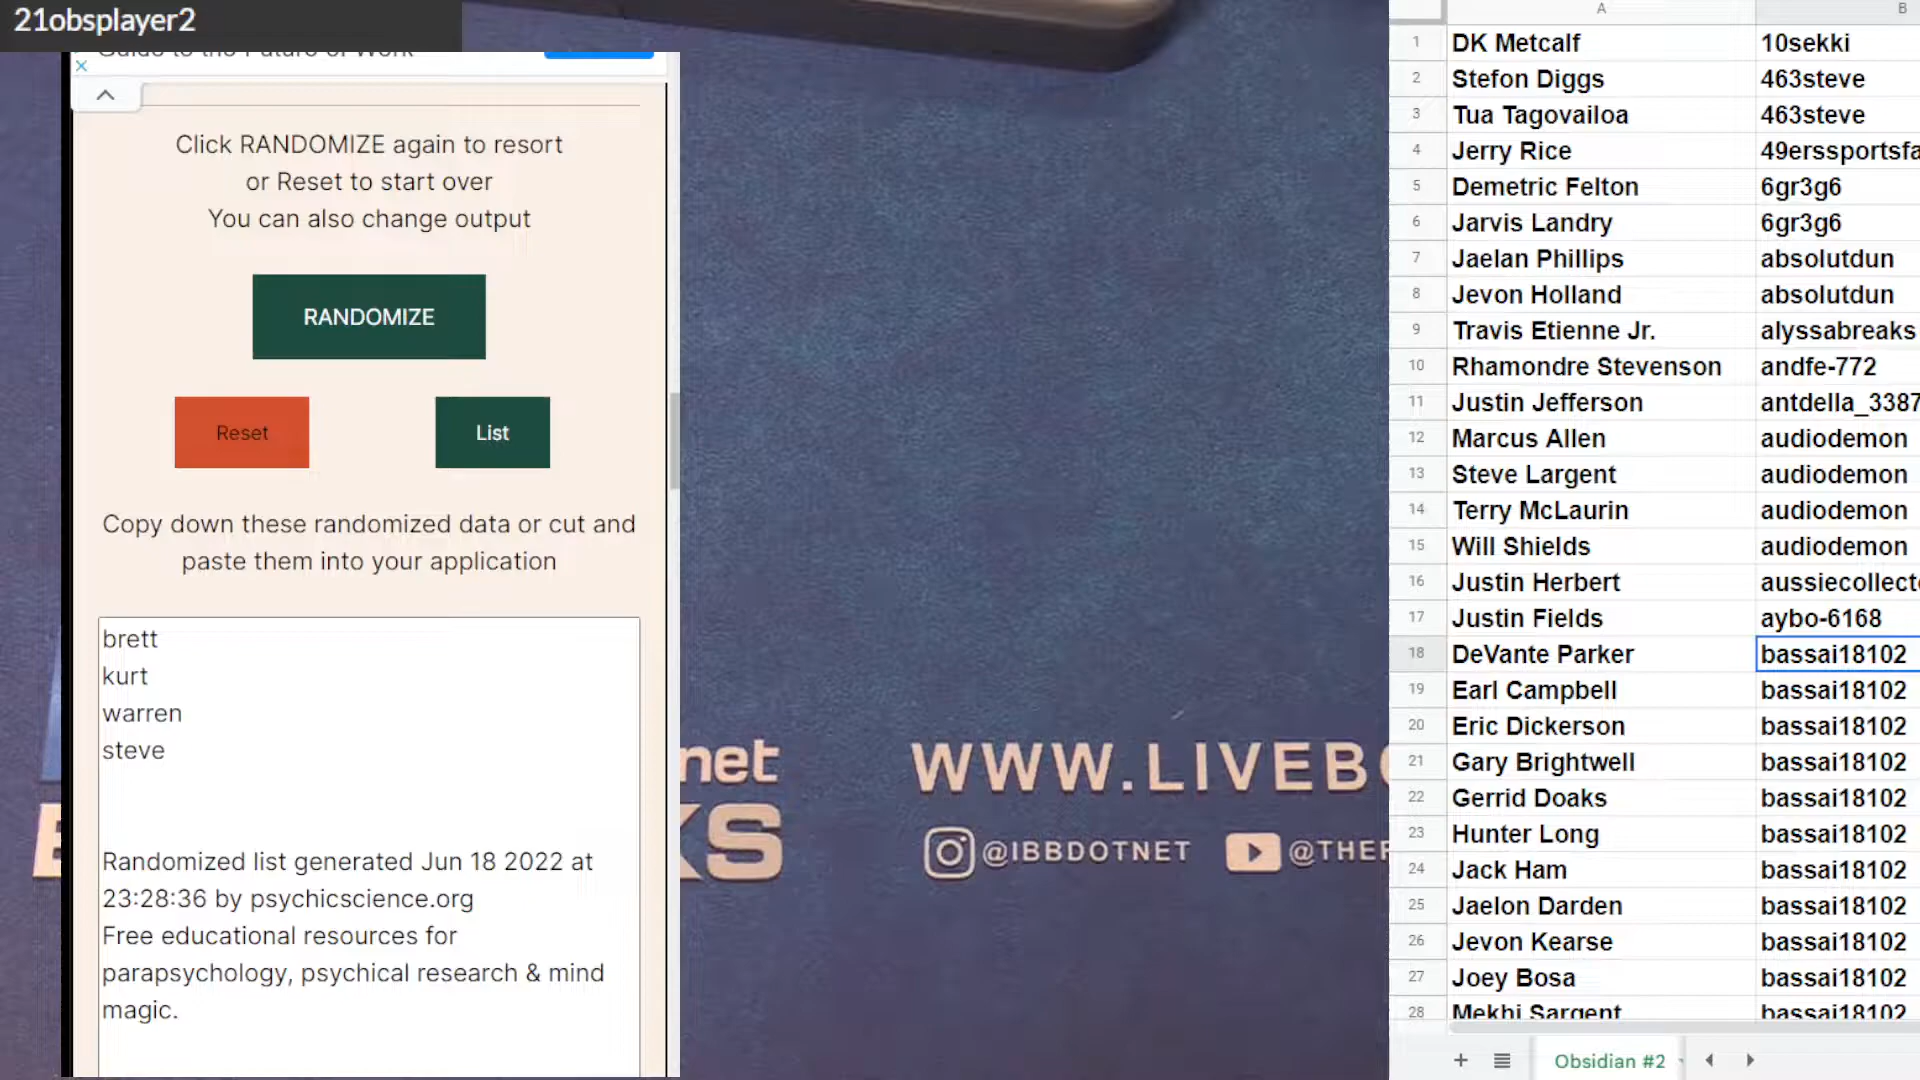 21obsplayer2
Guide to the Future of Work
Click RANDOMIZE again to resort
or Reset to start over
You can also change output
RANDOMIZE
Reset
List
Copy down these randomized data or cut and
paste them into your application
brett
kurt
warren
steve
Randomized list generated Jun 18 2022 at
23:28:36 by psychicscience.org
Free educational resources for
parapsychology, psychical research & mind
magic.
net
KS
WWW.LIVEB
@IBBDOTNET
@THEF
A B
1 DK Metcalf 10sekki
2 Stefon Diggs 463steve
3 Tua Tagovailoa 463steve
4 Jerry Rice 49erssportsfa
5 Demetric Felton 6gr3g6
6 Jarvis Landry 6gr3g6
7 Jaelan Phillips absolutdun
8 Jevon Holland absolutdun
9 Travis Etienne Jr. alyssabreaks
10 Rhamondre Stevenson andfe-772
11 Justin Jefferson antdella_3387
12 Marcus Allen audiodemon
13 Steve Largent audiodemon
14 Terry McLaurin audiodemon
15 Will Shields audiodemon
16 Justin Herbert aussiecollect
17 Justin Fields aybo-6168
18 DeVante Parker bassai18102
19 Earl Campbell bassai18102
20 Eric Dickerson bassai18102
21 Gary Brightwell bassai18102
22 Gerrid Doaks bassai18102
23 Hunter Long bassai18102
24 Jack Ham bassai18102
25 Jaelon Darden bassai18102
26 Jevon Kearse bassai18102
27 Joey Bosa bassai18102
28 Mekhi Sargent bassai18102
Obsidian #2